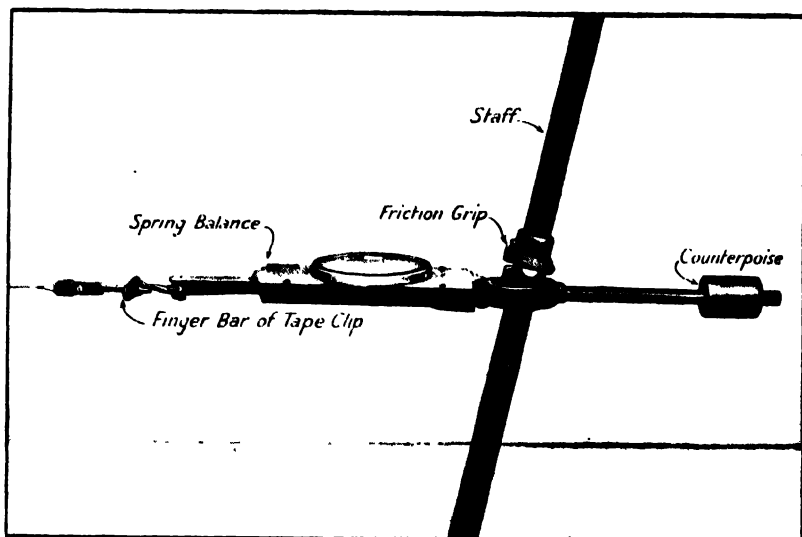 Staff
Spring Balance
Friction Grip
Counterpoise
Finger Bar of Tape Clip